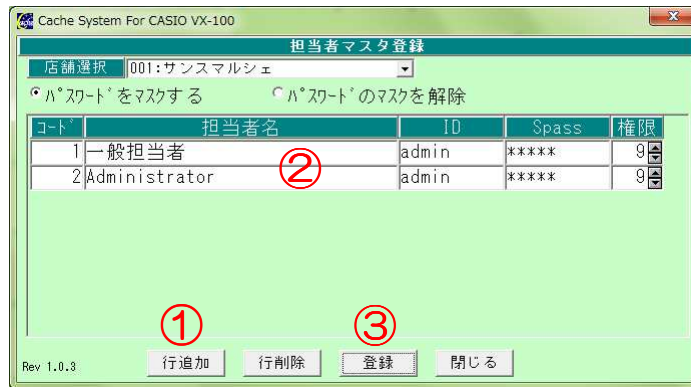 Cache System For CASIO VX-100
x
担当者マスタ登録
店舗選択 001:サンスマルシェ
ﾊﾟｽﾜｰﾄﾞをマスクする ﾊﾟｽﾜｰﾄﾞのマスクを解除
ｺｰﾄﾞ 担当者名 ID Spass 権限
1 一般担当者 admin ***** 9
2 Administrator admin ***** 9
②
① ③
Rev 1.0.3 行追加 行削除 登録 閉じる